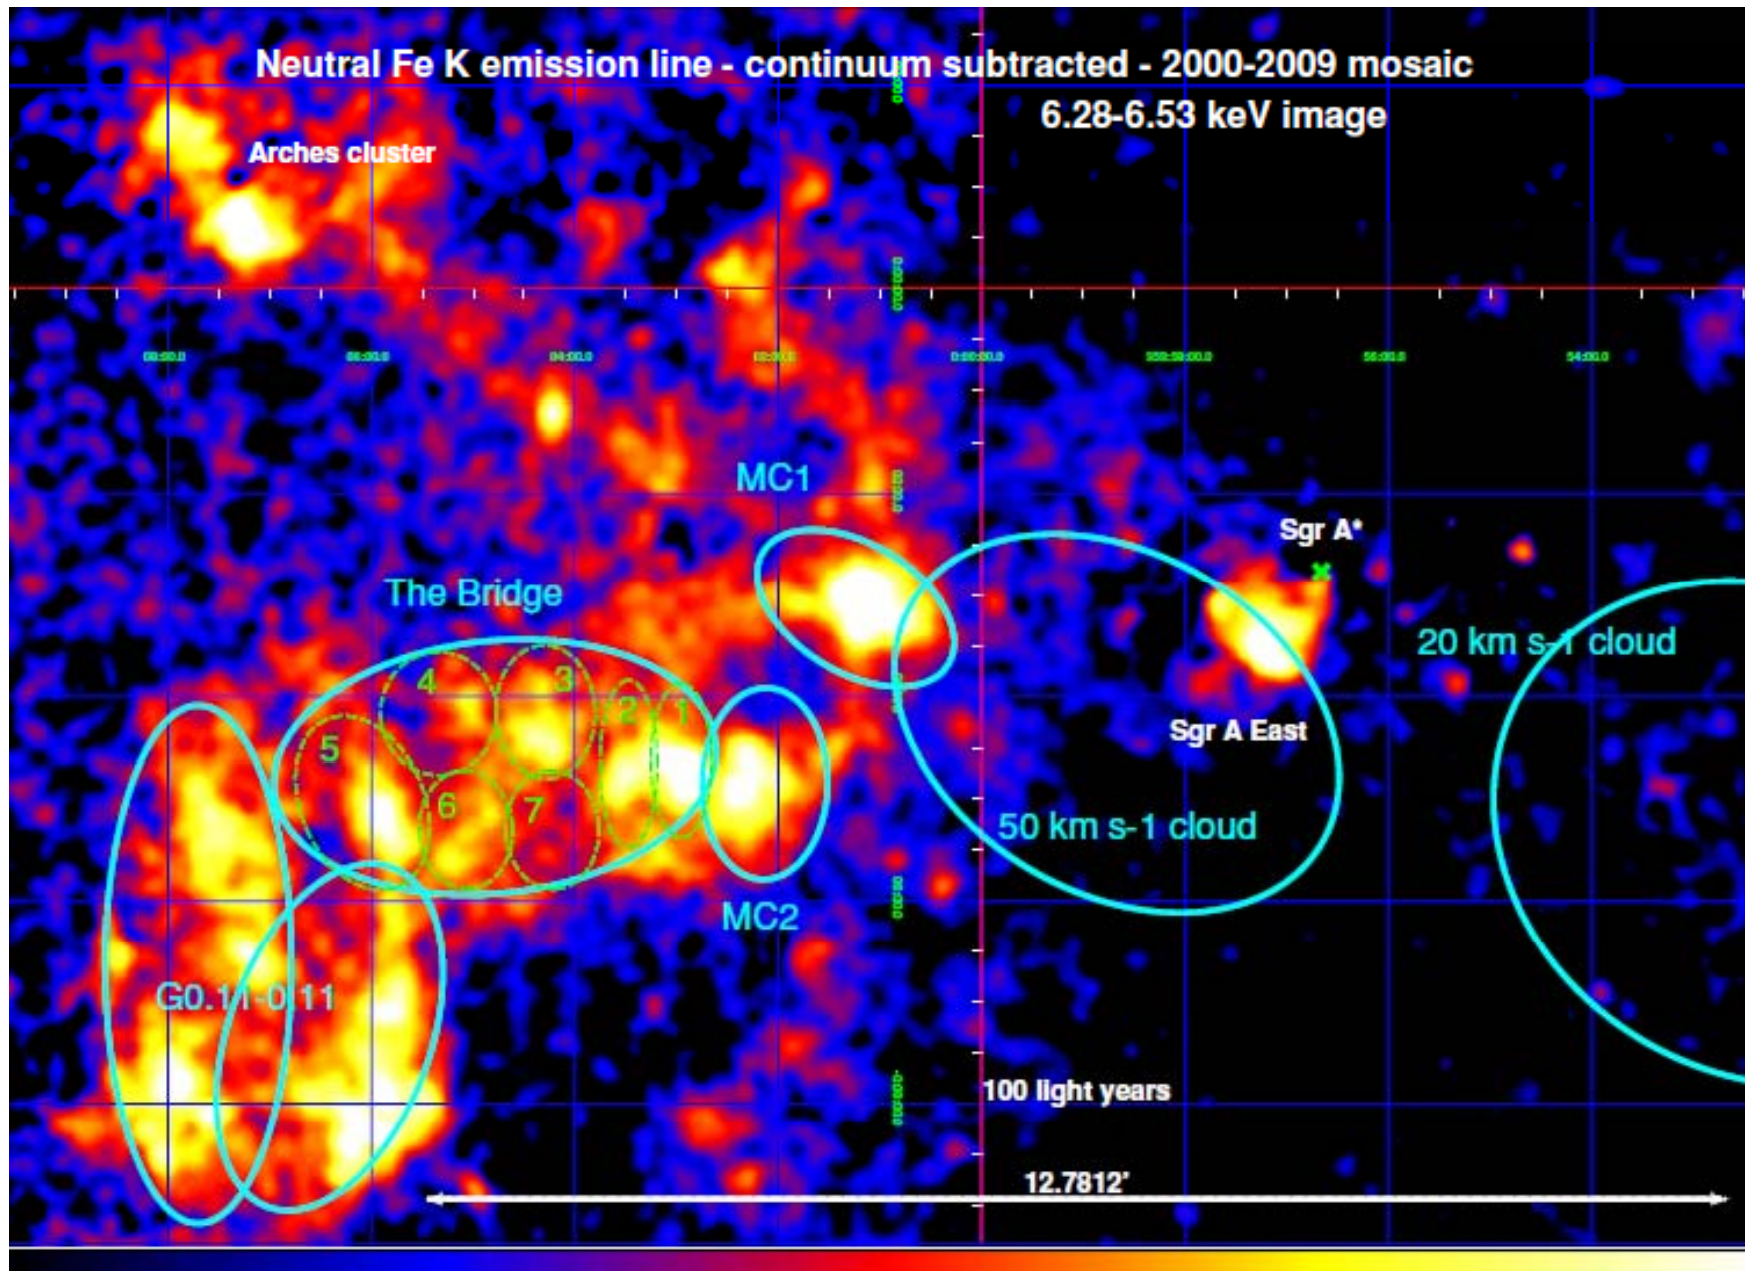 Neutral Fe K emission line - continuum subtracted - 2000-2009 mosaic
6.28-6.53 keV image
Arches cluster
MC1
Sgr A*
The Bridge
20 km s-1 cloud
4
3
2
1
5
Sgr A East
6
7
50 km s-1 cloud
MC2
G0.11-0.11
100 light years
12.7812'